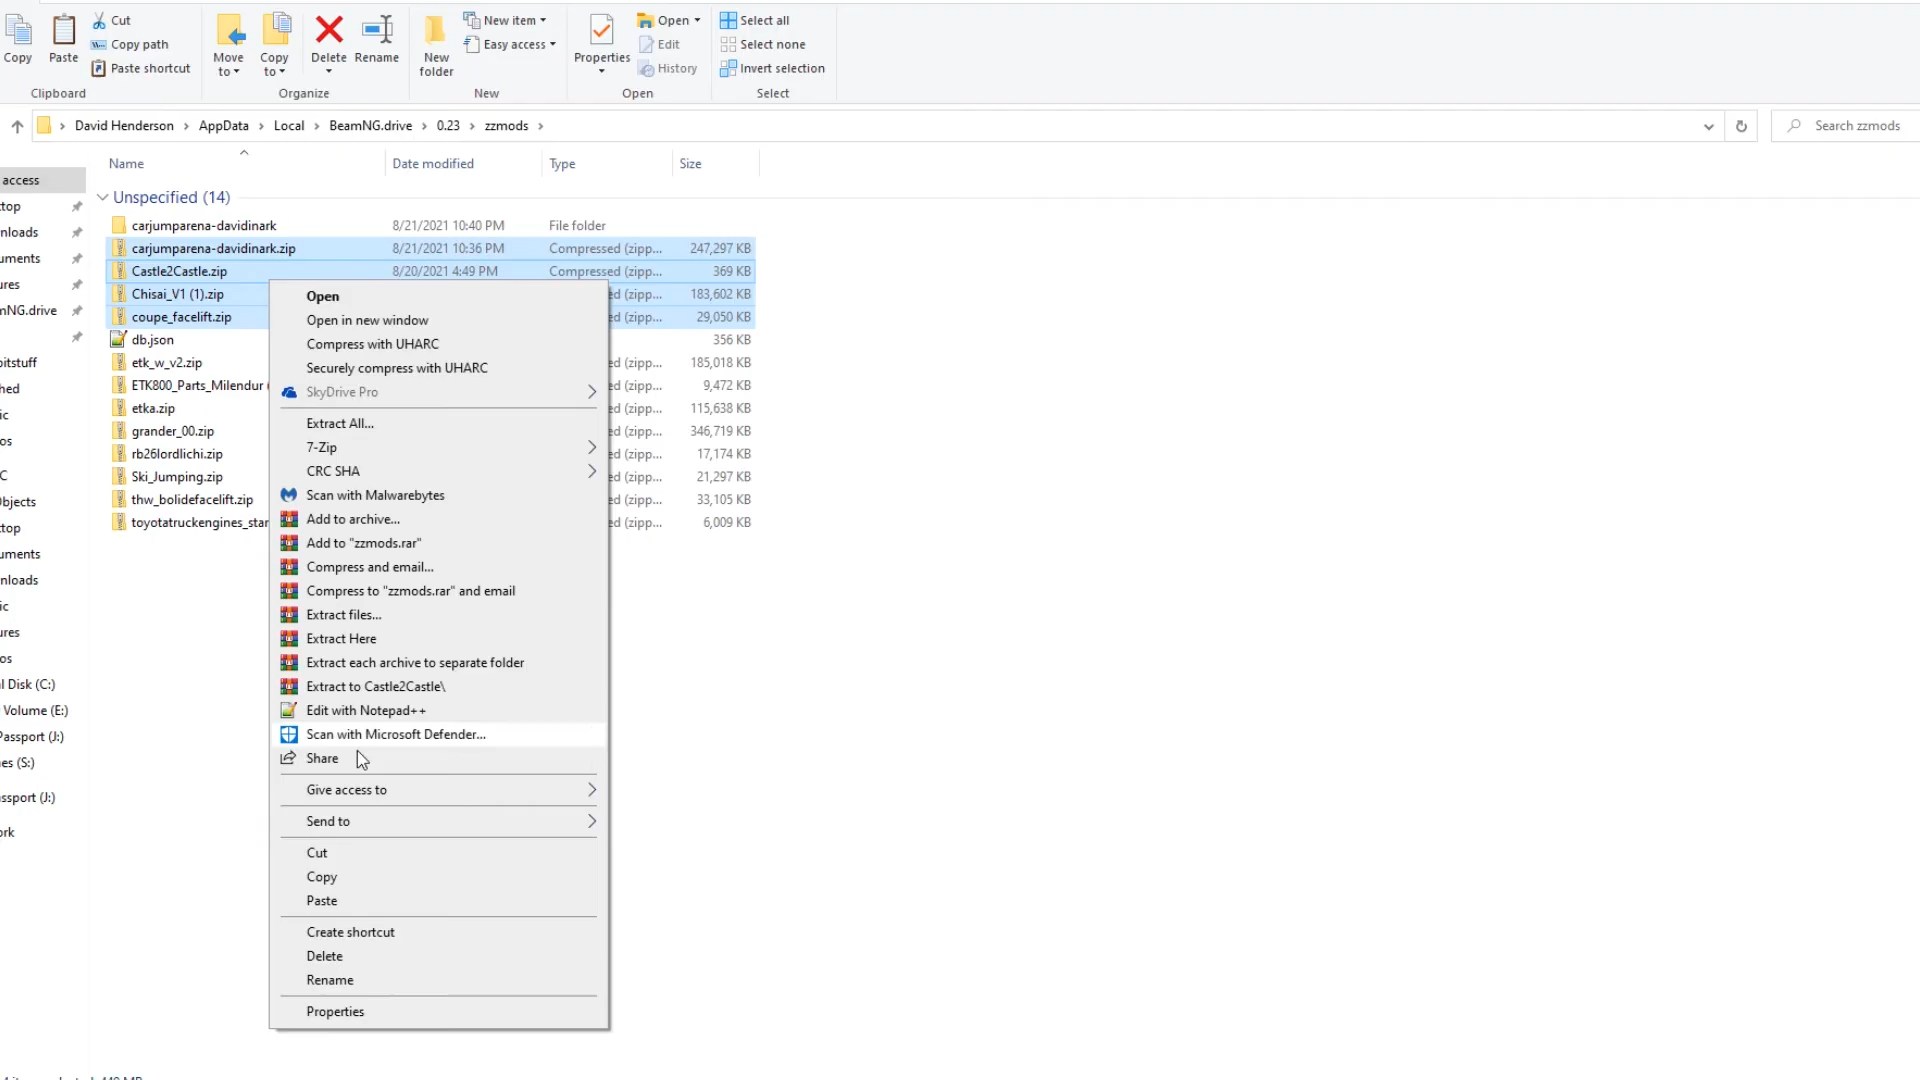 Copy
Paste
Cut
Copy path
Paste shortcut
Clipboard
Move to
Copy to
Delete
Rename
Organize
New folder
New item
Easy access
New
Properties
Open
Edit
History
Open
Select all
Select none
Invert selection
Select
David Henderson > AppData > Local > BeamNG.drive > 0.23 > zzmods >
Search zzmods
Name Date modified Type Size
Unspecified (14)
carjumparena-davidinark 8/21/2021 10:40 PM File folder
carjumparena-davidinark.zip 8/21/2021 10:36 PM Compressed (zipp... 247,297 KB
Castle2Castle.zip 8/20/2021 4:49 PM Compressed (zipp... 369 KB
Chisai_V1 (1).zip ed (zipp... 183,602 KB
coupe_facelift.zip ed (zipp... 29,050 KB
db.json 356 KB
etk_w_v2.zip ed (zipp... 185,018 KB
ETK800_Parts_Milendur ( ed (zipp... 9,472 KB
etka.zip ed (zipp... 115,638 KB
grander_00.zip ed (zipp... 346,719 KB
rb26lordlichi.zip ed (zipp... 17,174 KB
Ski_Jumping.zip ed (zipp... 21,297 KB
thw_bolidefacelift.zip ed (zipp... 33,105 KB
toyotatruckengines_star ed (zipp... 6,009 KB
access
top
nloads
uments
ures
mNG.drive
bitstuff
hed
ic
os
C
Objects
top
uments
nloads
ic
ures
os
l Disk (C:)
Volume (E:)
Passport (J:)
es (S:)
ssport (J:)
ork
Open
Open in new window
Compress with UHARC
Securely compress with UHARC
SkyDrive Pro
Extract All...
7-Zip
CRC SHA
Scan with Malwarebytes
Add to archive...
Add to "zzmods.rar"
Compress and email...
Compress to "zzmods.rar" and email
Extract files...
Extract Here
Extract each archive to separate folder
Extract to Castle2Castle\
Edit with Notepad++
Scan with Microsoft Defender...
Share
Give access to
Send to
Cut
Copy
Paste
Create shortcut
Delete
Rename
Properties